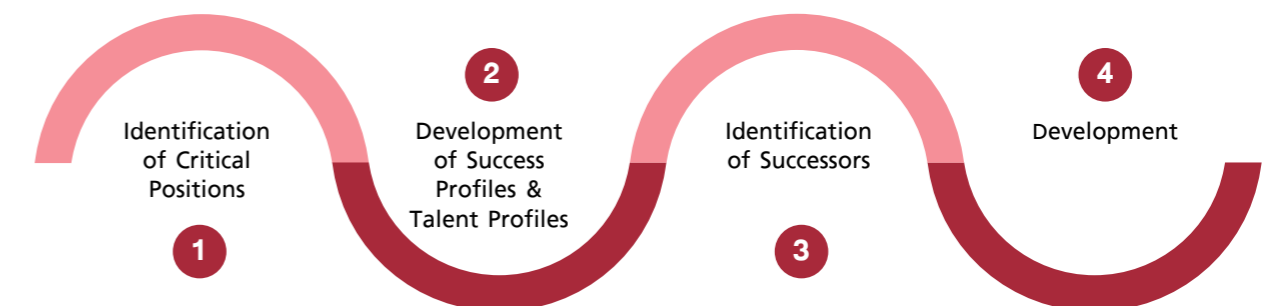 Identification
of Critical
Positions
1
2
Development
of Success
Profiles &
Talent Profiles
Identification
of Successors
3
4
Development